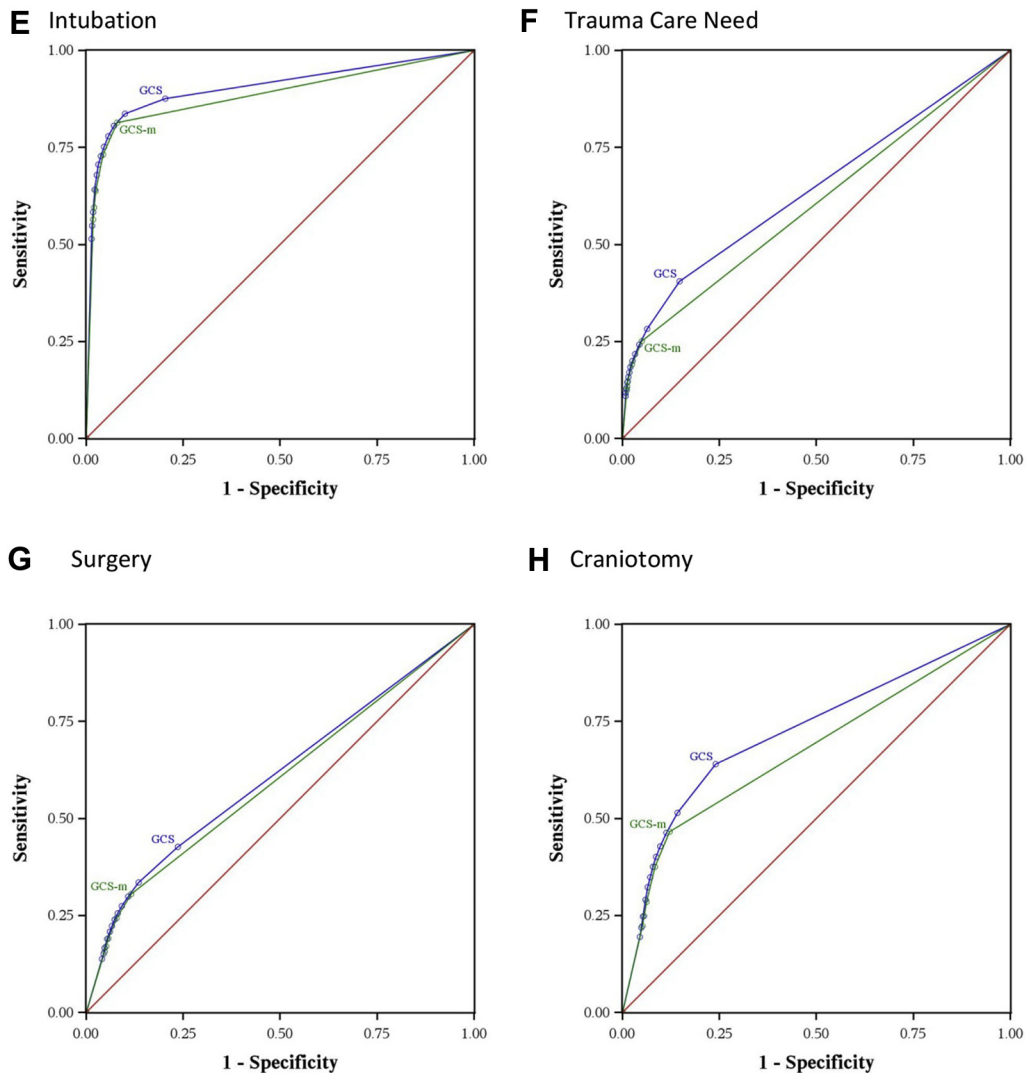 E Intubation
1.00
0.75
0.50
0.25
0.00
Sensitivity
GCS
GCS-m
0.00 0.25 0.50 0.75 1.00
1 - Specificity
F Trauma Care Need
1.00
0.75
0.50
0.25
0.00
Sensitivity
GCS
GCS-m
0.00 0.25 0.50 0.75 1.00
1 - Specificity
G Surgery
1.00
0.75
0.50
0.25
0.00
Sensitivity
GCS
GCS-m
0.00 0.25 0.50 0.75 1.00
1 - Specificity
H Craniotomy
1.00
0.75
0.50
0.25
0.00
Sensitivity
GCS
GCS-m
0.00 0.25 0.50 0.75 1.00
1 - Specificity